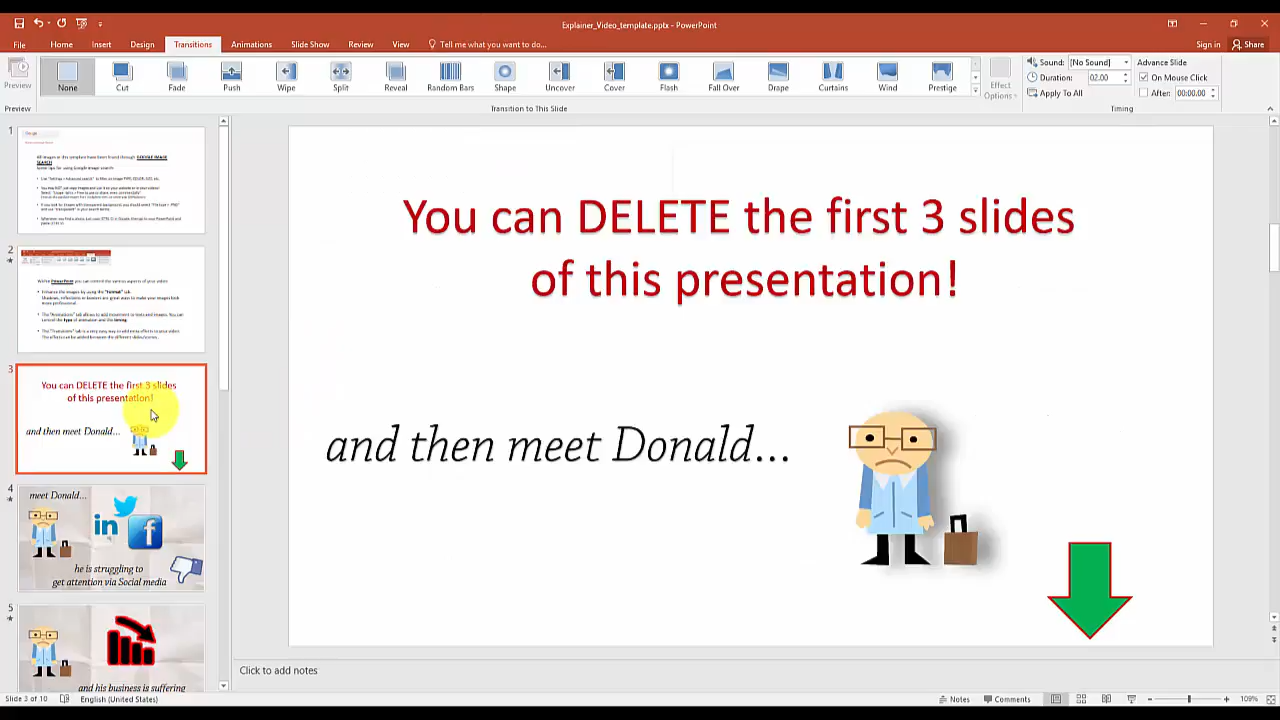 Explainer_Video_template.pptx - PowerPoint
File Home Insert Design Transitions Animations Slide Show Review View Tell me what you want to do... Sign in Share
Preview None Cut Fade Push Wipe Split Reveal Random Bars Shape Uncover Cover Flash Fall Over Drape Curtains Wind Prestige Effect Options
Sound: [No Sound] Advance Slide
Duration: 02.00 On Mouse Click
Apply To All After: 00:00.00
Preview Transition to This Slide Timing
1
2
3
You can DELETE the first 3 slides
of this presentation!
and then meet Donald...
4
meet Donald...
in f
he is struggling to
get attention via Social media
5
and his business is suffering
You can DELETE the first 3 slides
of this presentation!
and then meet Donald...
Click to add notes
Slide 3 of 10 English (United States) Notes Comments 109%